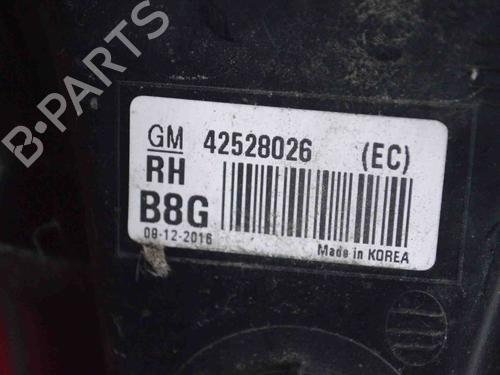 B-PARTS
GM 42528026 (EC)
RH
B8G
08-12-2016
Made in KOREA